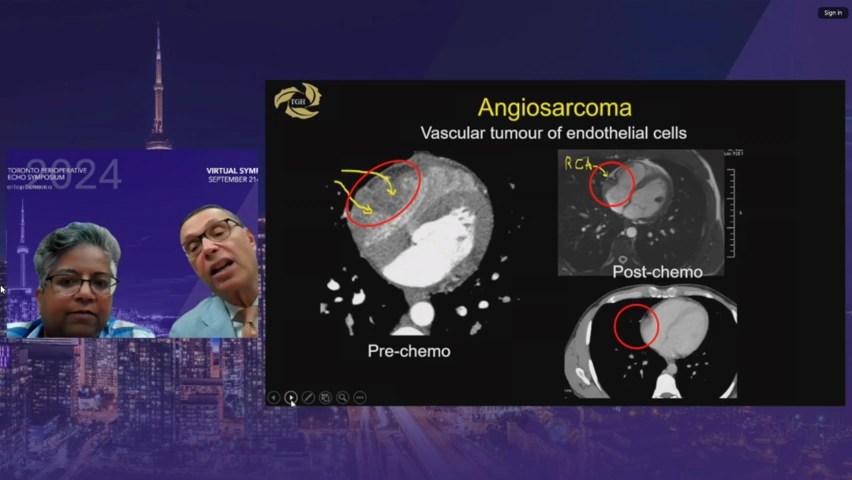 Sign in
TGH
Angiosarcoma
Vascular tumour of endothelial cells
2024
TORONTO PERIOPERATIVE
ECHO SYMPOSIUM
VIRTUAL SYMP
SEPTEMBER 21-
RCA
Post-chemo
Pre-chemo